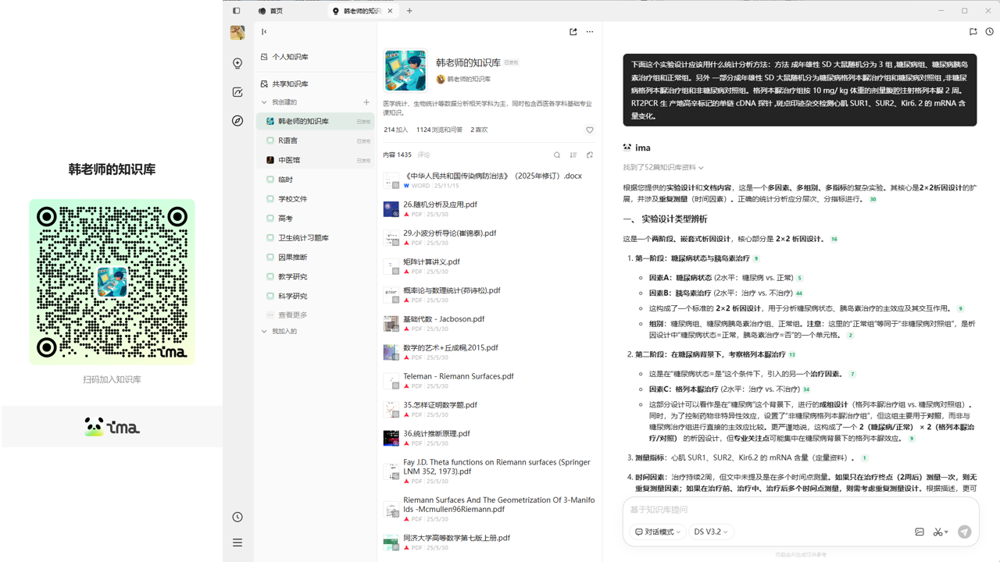 韩老师的知识库
ima
扫码加入知识库
ima
首页
韩老师的知识
个人知识库
共享知识库
我创建的
韩老师的知识库 已发布
R语言 已发布
中医馆 已发布
临时
学校文件
高考
卫生统计习题库
因果推断
教学研究
科学研究
查看更多
我加入的
韩老师的知识库 已发布
韩老师的知识库
医学统计、生物统计等数据分析相关学科为主，同时包含西医各学科基础专业
课知识。
214 加入 1124 浏览和问答 2 喜欢
内容 1435 评论
《中华人民共和国传染病防治法》（2025年修订）.docx
WORD | 25/11/15
26.随机分析及应用.pdf
PDF | 25/5/30
29.小波分析导论(崔锦泰).pdf
PDF | 25/5/30
矩阵计算讲义.pdf
PDF | 25/5/30
概率论与数理统计(茆诗松).pdf
PDF | 25/5/30
基础代数 - Jacboson.pdf
PDF | 25/5/30
数学的艺术+丘成桐,2015.pdf
PDF | 25/5/30
Teleman - Riemann Surfaces.pdf
PDF | 25/5/30
35.怎样证明数学题.pdf
PDF | 25/5/30
36.统计推断原理.pdf
PDF | 25/5/30
Fay J.D. Theta functions on Riemann surfaces (Springer
LNM 352, 1973).pdf
PDF | 25/5/30
Riemann Surfaces And The Geometrization Of 3-Manifo
lds -Mcmullen96Riemann.pdf
PDF | 25/5/30
同济大学高等数学第七版上册.pdf
PDF | 25/5/30
下面这个实验设计应该用什么统计分析方法：方法 成年雄性 SD 大鼠随机分为 3 组 ,糖尿病组、糖尿病胰岛
素治疗组和正常组。另外 一部分成年雄性 SD 大鼠随机分为糖尿病格列本脲治疗组和糖尿病对照组 ,非糖尿
病格列本脲治疗组和非糖尿病对照组。格列本脲治疗组按 10 mg/ kg 体重的剂量腹腔注射格列本脲 2 周。
RT2PCR 生 产地高辛标记的单链 cDNA 探针 ,斑点印迹杂交检测心肌 SUR1、SUR2、Kir6. 2 的 mRNA 含
量变化。
ima
找到了52篇知识库资料
根据您提供的实验设计和文档内容，这是一个多因素、多组别、多指标的复杂实验。其核心是2×2析因设计的扩
展，并涉及重复测量（时间因素）。正确的统计分析应分层次、分指标进行。 30
一、 实验设计类型辨析
这是一个两阶段、嵌套式析因设计，核心部分是 2×2 析因设计。 16
1. 第一阶段：糖尿病状态与胰岛素治疗 9
因素A：糖尿病状态 (2水平：糖尿病 vs. 正常) 5
因素B：胰岛素治疗 (2水平：治疗 vs. 不治疗) 44
这构成了一个标准的 2×2 析因设计，用于分析糖尿病状态、胰岛素治疗的主效应及其交互作用。 9
组别：糖尿病组、糖尿病胰岛素治疗组、正常组。注意：这里的“正常组”等同于“非糖尿病对照组”，是析
因设计中“糖尿病状态=正常，胰岛素治疗=否”的一个单元格。 2
2. 第二阶段：在糖尿病背景下，考察格列本脲治疗 13
这是在“糖尿病状态=是”这个条件下，引入的另一个治疗因素。 7
因素C：格列本脲治疗 (2水平：治疗 vs. 不治疗) 34
这部分设计可以看作是在“糖尿病”这个背景下，进行的成组设计（格列本脲治疗组 vs. 糖尿病对照组）。
同时，为了控制药物非特异性效应，设置了“非糖尿病格列本脲治疗组”，但这组主要用于对照，而非与
糖尿病治疗组进行直接的主效应比较。更严谨地说，这构成了一个 2（糖尿病/正常） × 2（格列本脲治
疗/对照） 的析因设计，但专业关注点可能集中在糖尿病背景下的格列本脲效应。 9
3. 测量指标：心肌 SUR1、SUR2、Kir6.2 的 mRNA 含量（定量资料）。 1
4. 时间因素：治疗持续2周，但文中未提及是在多个时间点测量。如果只在治疗终点（2周后）测量一次，则无
重复测量因素；如果在治疗前、治疗中、治疗后多个时间点测量，则需考虑重复测量设计。根据描述，更可
基于知识库提问
对话模式 DS V3.2
内容由AI生成仅供参考